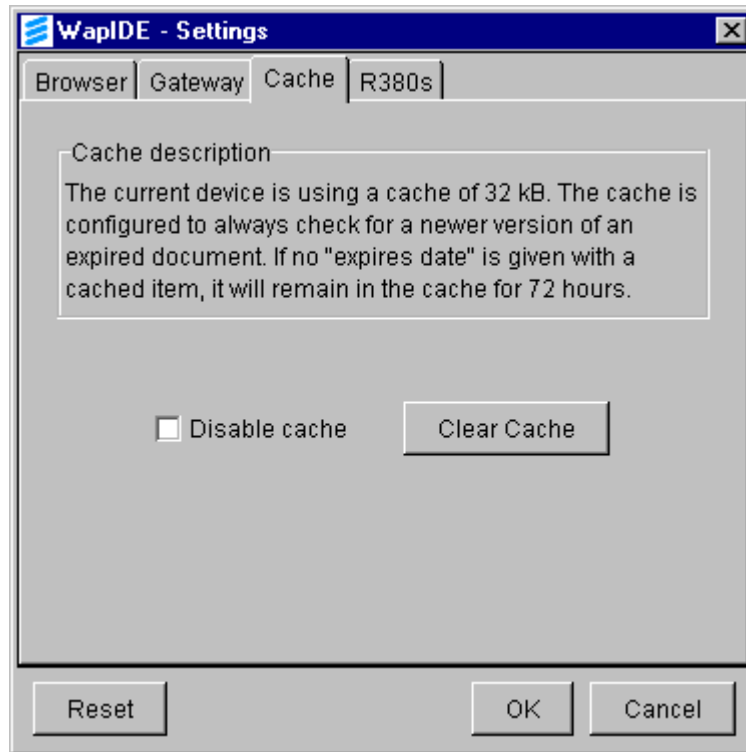 WapIDE - Settings
Browser Gateway Cache R380s
Cache description
The current device is using a cache of 32 kB. The cache is
configured to always check for a newer version of an
expired document. If no "expires date" is given with a
cached item, it will remain in the cache for 72 hours.
Disable cache Clear Cache
Reset OK Cancel